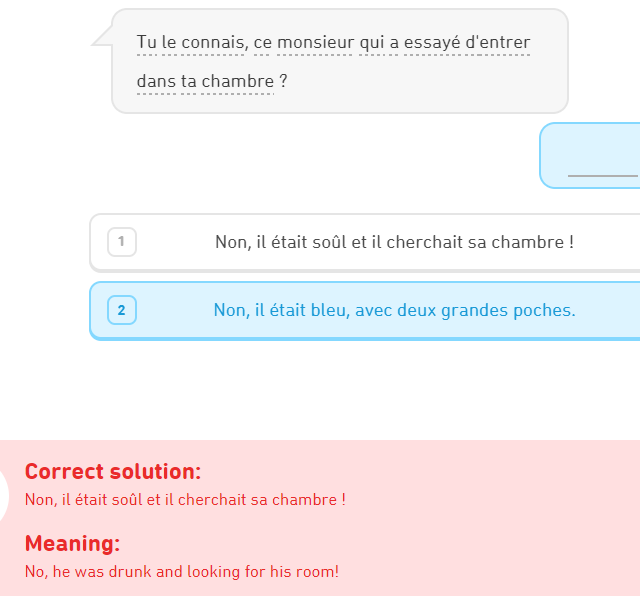 Tu le connais, ce monsieur qui a essayé d'entrer
dans ta chambre ?
1 Non, il était soûl et il cherchait sa chambre !
2 Non, il était bleu, avec deux grandes poches.
Correct solution:
Non, il était soûl et il cherchait sa chambre !
Meaning:
No, he was drunk and looking for his room!